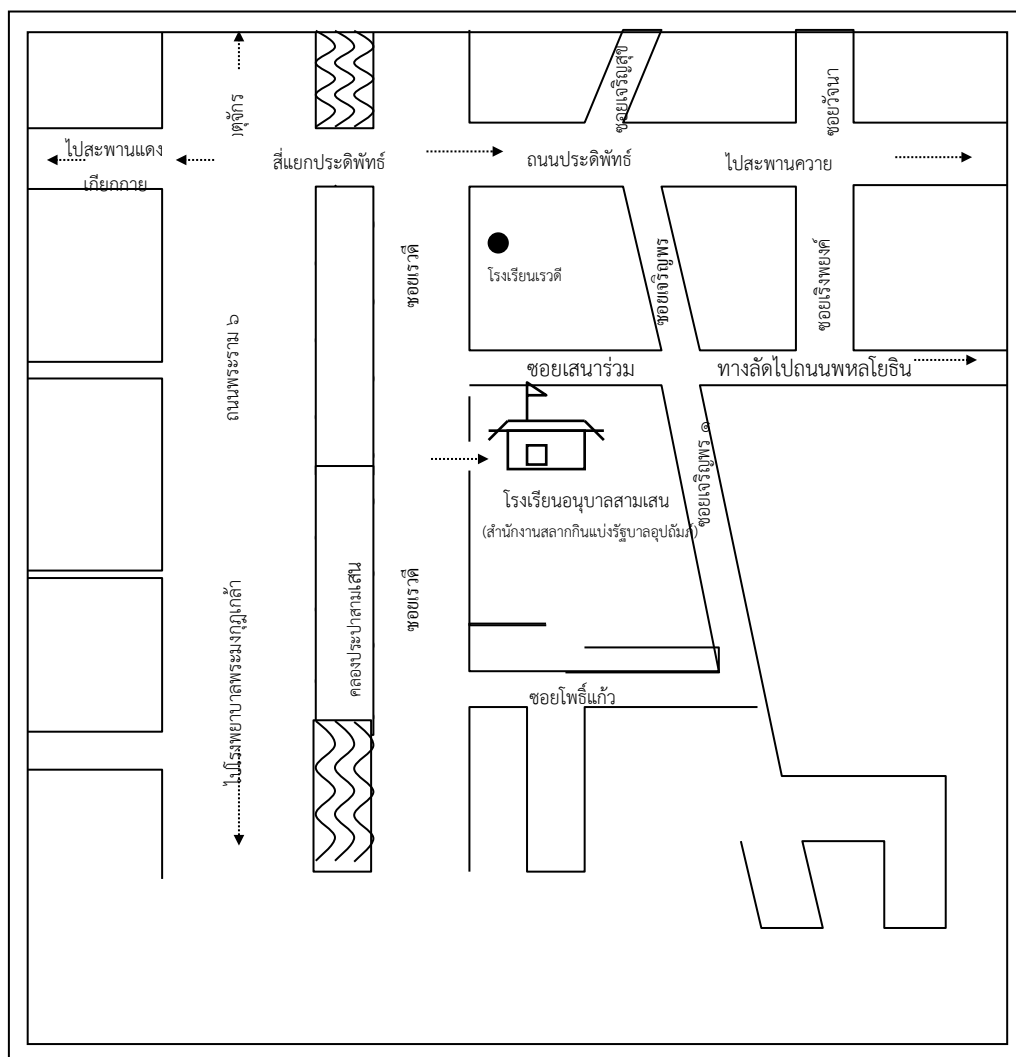 ซอยเจริญสุข
ซอยวัจนา
ไปสะพานแดง
เกียกกาย
สี่แยกประดิพัทธ์
ถนนประดิพัทธ์
ไปสะพานควาย
ซอยเรวดี
โรงเรียนเรวดี
ซอยเจริญพร
ซอยเริงพยงค์
ถนนพระราม ๖
ซอยเสนาร่วม
ทางลัดไปถนนพหลโยธิน
โรงเรียนอนุบาลสามเสน
(สำนักงานสลากกินแบ่งรัฐบาลอุปถัมภ์)
ซอยเจริญพร ๑
ไปโรงพยาบาลพระมงกุฎเกล้า
คลองประปาสามเสน
ซอยเรวดี
ซอยโพธิ์แก้ว